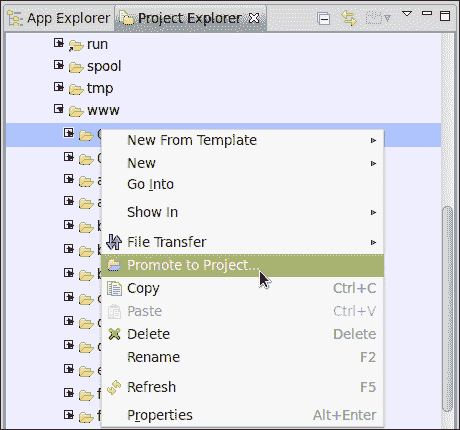 App Explorer Project Explorer
run
spool
tmp
www
New From Template
New
Go Into
Show In
File Transfer
Promote to Project...
Copy Ctrl+C
Paste Ctrl+V
Delete Delete
Rename F2
Refresh F5
Properties Alt+Enter